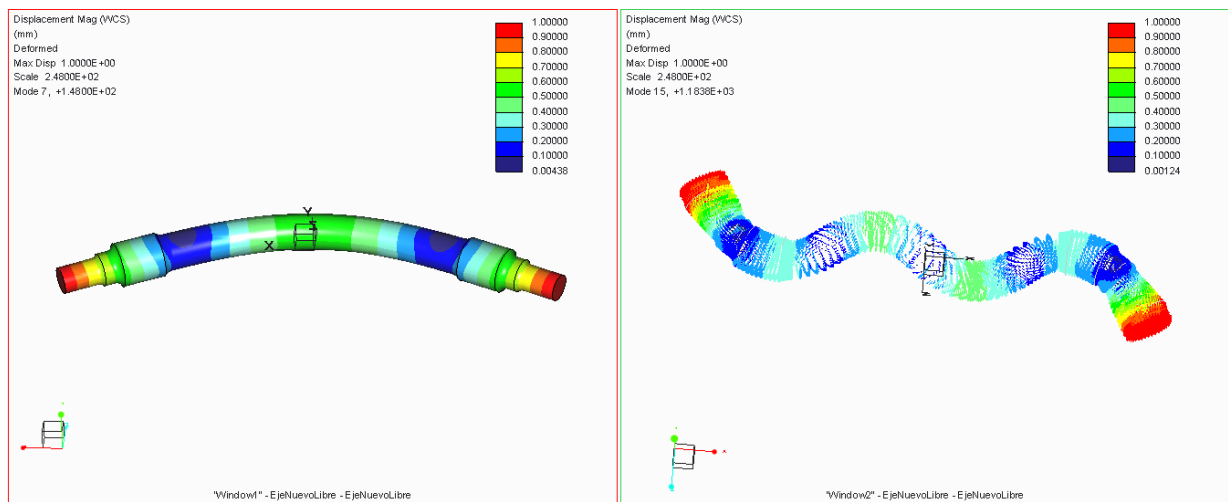 Displacement Mag (WCS)
(mm)
Deformed
Max Disp 1.0000E+00
Scale 2.4800E+02
Mode 7, +1.4800E+02
1.00000
0.90000
0.80000
0.70000
0.60000
0.50000
0.40000
0.30000
0.20000
0.10000
0.00438
Y
X
"Window1" - EjeNuevoLibre - EjeNuevoLibre
Displacement Mag (WCS)
(mm)
Deformed
Max Disp 1.0000E+00
Scale 2.4800E+02
Mode 15, +1.1838E+03
1.00000
0.90000
0.80000
0.70000
0.60000
0.50000
0.40000
0.30000
0.20000
0.10000
0.00124
x
"Window2" - EjeNuevoLibre - EjeNuevoLibre